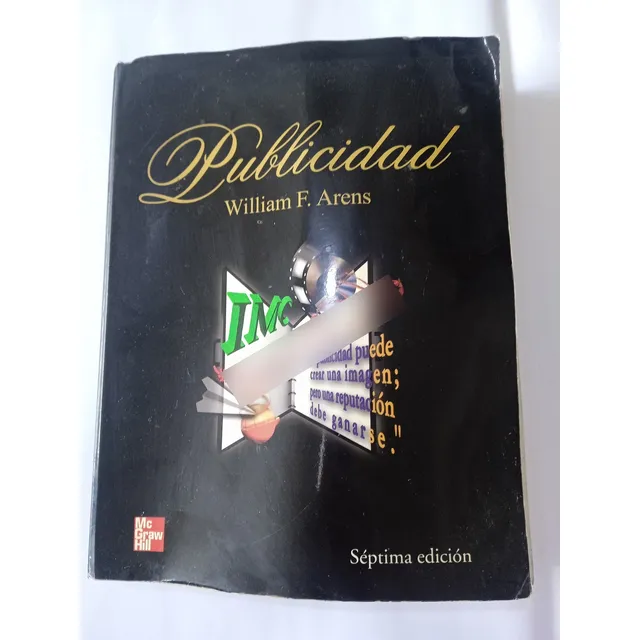 Publicidad
William F. Arens
IMC
publicidad puede
crear una imagen;
pero una reputación
debe ganarse."
Mc
Graw
Hill
Séptima edición